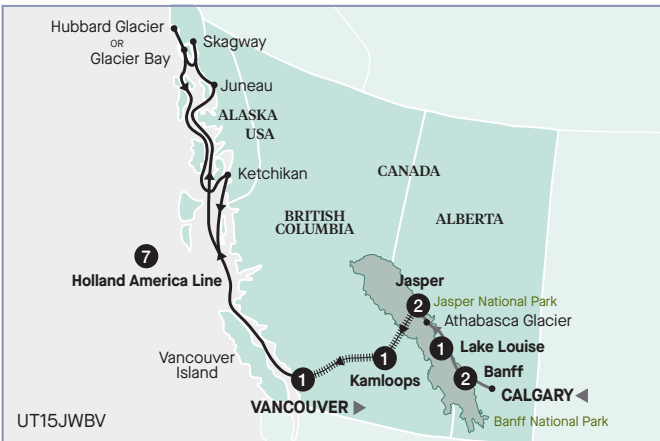 Hubbard Glacier
OR
Glacier Bay
Skagway
Juneau
ALASKA
USA
Ketchikan
CANADA
BRITISH
COLUMBIA
ALBERTA
7
Holland America Line
Jasper
2
Jasper National Park
Athabasca Glacier
1
Lake Louise
Vancouver
Island
1
Kamloops
2
Banff
1
VANCOUVER
CALGARY
Banff National Park
UT15JWBV